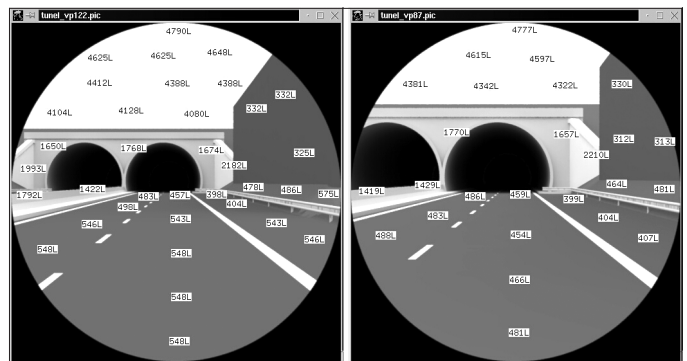 tunel_vp122.pic
4790L
4625L 4625L 4648L
4412L 4388L 4388L
332L
332L
4104L 4128L 4080L
1650L 1768L 1674L
325L
1993L 2182L
1792L 1422L 483L 457L 398L 478L 486L 575L
498L 404L
546L 543L 543L
546L
548L 548L
548L
548L
tunel_vp87.pic
4777L
4615L 4597L
4381L 4342L 4322L 330L
1770L 1657L 312L 313L
2210L
1419L 1429L 486L 459L 399L 464L 481L
483L 404L
488L 454L 407L
466L
481L